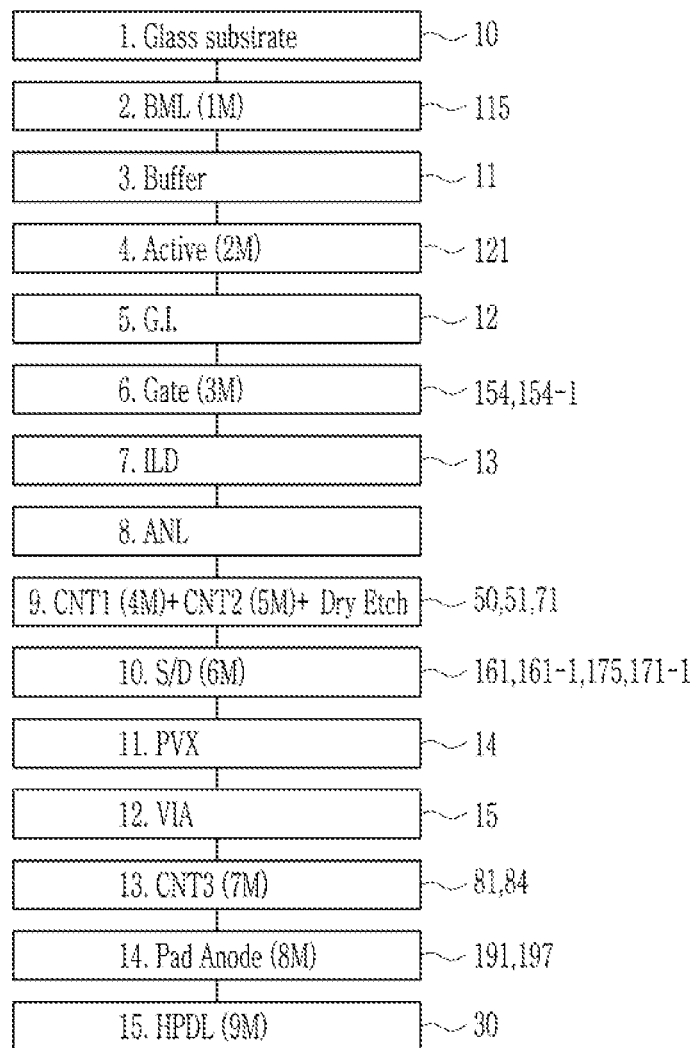 1. Glass substrate 10
2. BML (1M) 115
3. Buffer 11
4. Active (2M) 121
5. G.I. 12
6. Gate (3M) 154,154-1
7. ILD 13
8. ANL
9. CNT1 (4M)+ CNT2 (5M)+ Dry Etch 50,51,71
10. S/D (6M) 161,161-1,175,171-1
11. PVX 14
12. VIA 15
13. CNT3 (7M) 81,84
14. Pad Anode (8M) 191,197
15. HPDL (9M) 30